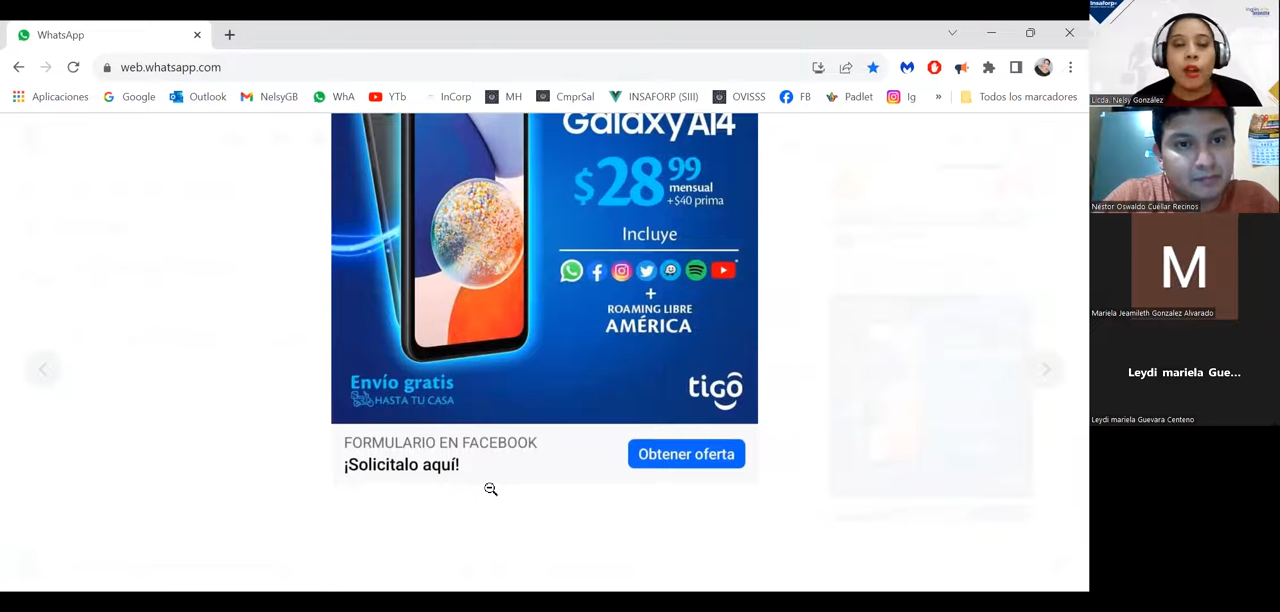 WhatsApp
web.whatsapp.com
Aplicaciones
Google
Outlook
NelsyGB
WhA
YTb
InCorp
MH
CmprSal
INSAFORP (SIII)
OVISSS
FB
Padlet
Ig
»
Todos los marcadores
Galaxy A14
$28.99
mensual
+$40 prima
Incluye
+
ROAMING LIBRE
AMÉRICA
Envío gratis
HASTA TU CASA
tigo
FORMULARIO EN FACEBOOK
¡Solicitalo aquí!
Obtener oferta
Insaforp
Licda. Nelsy González
Néstor Oswaldo Cuéllar Recinos
M
Mariela Jeamileth Gonzalez Alvarado
Leydi mariela Gue...
Leydi mariela Guevara Centeno